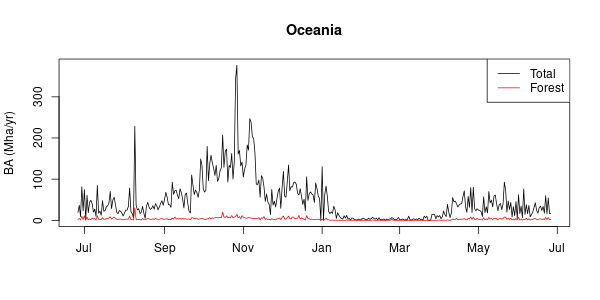 Oceania
Total
Forest
BA (Mha/yr)
300
200
100
0
Jul Sep Nov Jan Mar May Jul